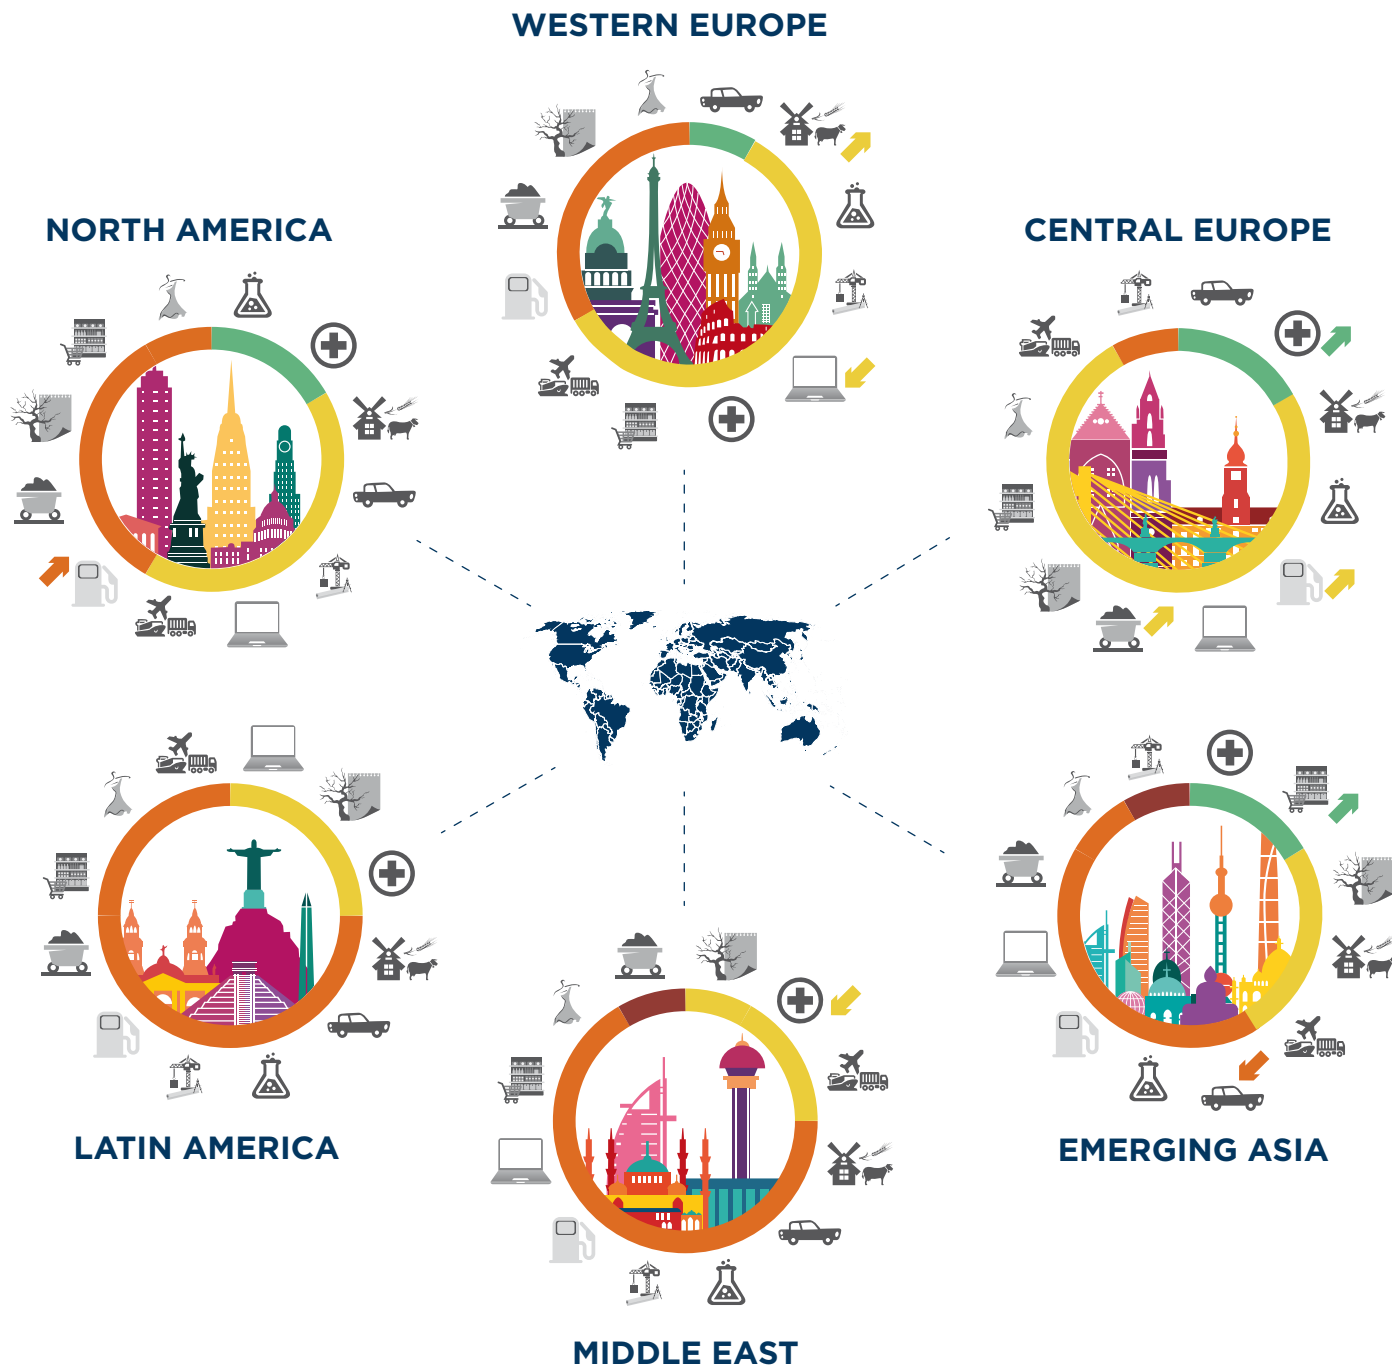 WESTERN EUROPE
NORTH AMERICA
CENTRAL EUROPE
LATIN AMERICA
EMERGING ASIA
MIDDLE EAST